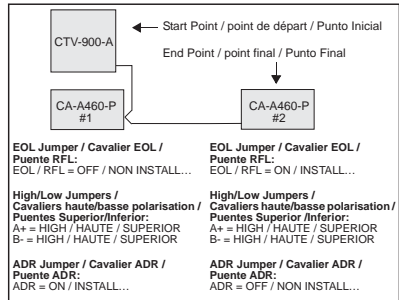 CTV-900-A
Start Point / point de départ / Punto Inicial
End Point / point final / Punto Final
CA-A460-P
#1
CA-A460-P
#2
EOL Jumper / Cavalier EOL /
Puente RFL:
EOL / RFL = OFF / NON INSTALL…
High/Low Jumpers /
Cavaliers haute/basse polarisation /
Puentes Superior/Inferior:
A+ = HIGH / HAUTE / SUPERIOR
B- = HIGH / HAUTE / SUPERIOR
ADR Jumper / Cavalier ADR /
Puente ADR:
ADR = ON / INSTALL…
EOL Jumper / Cavalier EOL /
Puente RFL:
EOL / RFL = ON / INSTALL…
High/Low Jumpers /
Cavaliers haute/basse polarisation /
Puentes Superior /Inferior:
A+ = HIGH / HAUTE / SUPERIOR
B- = HIGH / HAUTE / SUPERIOR
ADR Jumper / Cavalier ADR /
Puente ADR:
ADR = OFF / NON INSTALL…